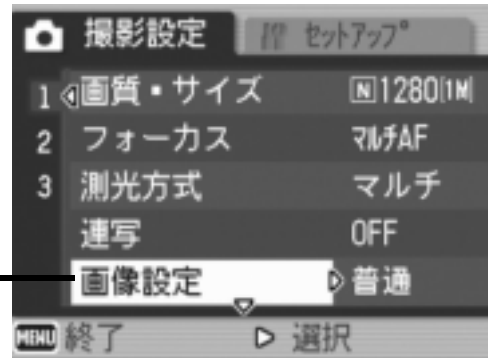 撮影設定 セットアップ
1 画質・サイズ N1280[1M]
2 フォーカス マルチAF
3 測光方式 マルチ
連写 OFF
画像設定 普通
MENU 終了 選択